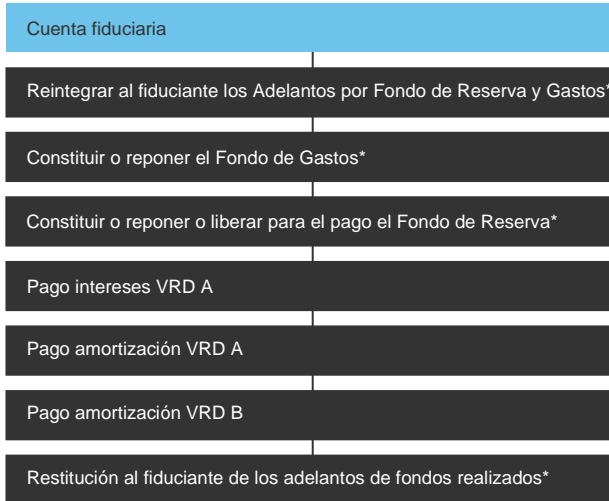 Cuenta fiduciaria
Reintegrar al fiduciante los Adelantos por Fondo de Reserva y Gastos*
Constituir o reponer el Fondo de Gastos*
Constituir o reponer o liberar para el pago el Fondo de Reserva*
Pago intereses VRD A
Pago amortización VRD A
Pago amortización VRD B
Restitución al fiduciante de los adelantos de fondos realizados*